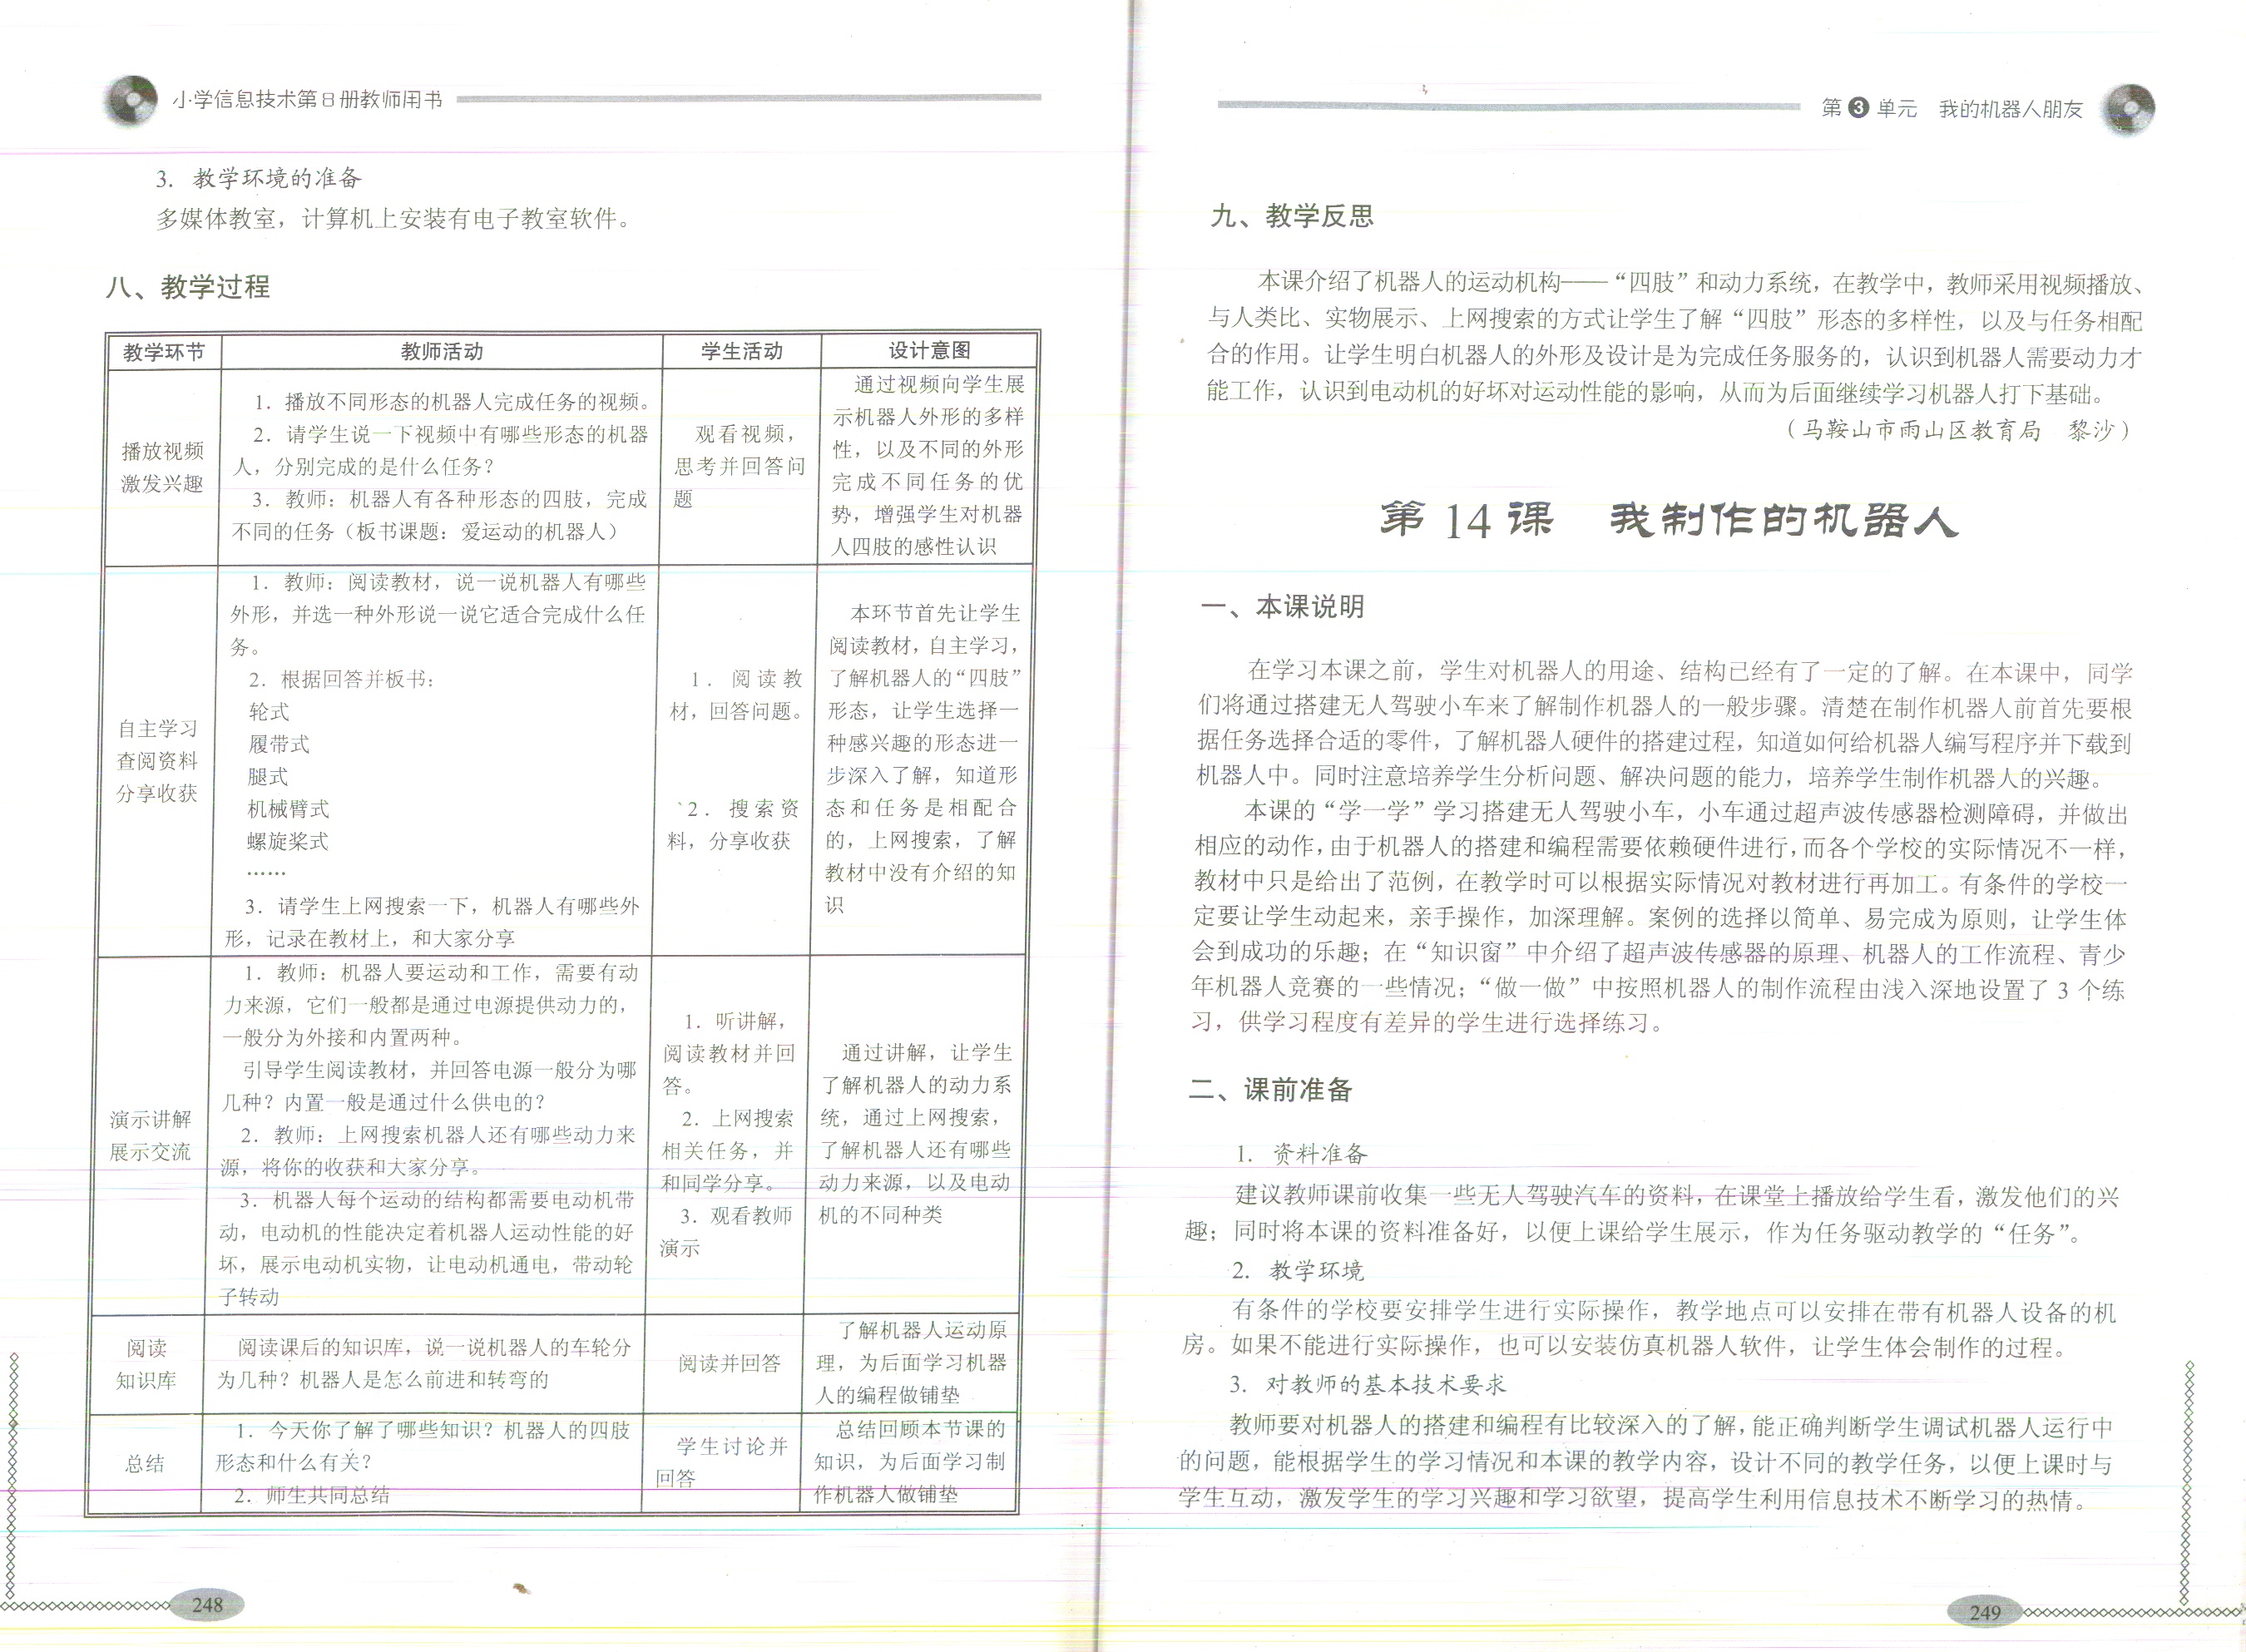 小学信息技术第8册教师用书
3. 教学环境的准备
多媒体教室，计算机上安装有电子教室软件。
八、教学过程
教学环节
教师活动
学生活动
设计意图
播放视频
激发兴趣
1. 播放不同形态的机器人完成任务的视频。
2. 请学生说一下视频中有哪些形态的机器
人，分别完成的是什么任务？
3. 教师：机器人有各种形态的四肢，完成
不同的任务（板书课题：爱运动的机器人）
观看视频，
思考并回答问
题
通过视频向学生展
示机器人外形的多样
性，以及不同的外形
完成不同任务的优
势，增强学生对机器
人四肢的感性认识
自主学习
查阅资料
分享收获
1. 教师：阅读教材，说一说机器人有哪些
外形，并选一种外形说一说它适合完成什么任
务。
2. 根据回答并板书：
轮式
履带式
腿式
机械臂式
螺旋桨式
……
3. 请学生上网搜索一下，机器人有哪些外
形，记录在教材上，和大家分享
1. 阅读教
材，回答问题。
2. 搜索资
料，分享收获
本环节首先让学生
阅读教材，自主学习，
了解机器人的“四肢”
形态，让学生选择一
种感兴趣的形态进一
步深入了解，知道形
态和任务是相配合
的，上网搜索，了解
教材中没有介绍的知
识
演示讲解
展示交流
1. 教师：机器人要运动和工作，需要有动
力来源，它们一般都是通过电源提供动力的，
一般分为外接和内置两种。
引导学生阅读教材，并回答电源一般分为哪
几种？内置一般是通过什么供电的？
2. 教师：上网搜索机器人还有哪些动力来
源，将你的收获和大家分享。
3. 机器人每个运动的结构都需要电动机带
动，电动机的性能决定着机器人运动性能的好
坏，展示电动机实物，让电动机通电，带动轮
子转动
1. 听讲解，
阅读教材并回
答。
2. 上网搜索
相关任务，并
和同学分享。
3. 观看教师
演示
通过讲解，让学生
了解机器人的动力系
统，通过上网搜索，
了解机器人还有哪些
动力来源，以及电动
机的不同种类
阅读
知识库
阅读课后的知识库，说一说机器人的车轮分
为几种？机器人是怎么前进和转弯的
阅读并回答
了解机器人运动原
理，为后面学习机器
人的编程做铺垫
总结
1. 今天你了解了哪些知识？机器人的四肢
形态和什么有关？
2. 师生共同总结
学生讨论并
回答
总结回顾本节课的
知识，为后面学习制
作机器人做铺垫
248
第3单元 我的机器人朋友
九、教学反思
本课介绍了机器人的运动机构——“四肢”和动力系统，在教学中，教师采用视频播放、
与人类比、实物展示、上网搜索的方式让学生了解“四肢”形态的多样性，以及与任务相配
合的作用。让学生明白机器人的外形及设计是为完成任务服务的，认识到机器人需要动力才
能工作，认识到电动机的好坏对运动性能的影响，从而为后面继续学习机器人打下基础。
（马鞍山市雨山区教育局 黎沙）
第14课 我制作的机器人
一、本课说明
在学习本课之前，学生对机器人的用途、结构已经有了一定的了解。在本课中，同学
们将通过搭建无人驾驶小车来了解制作机器人的一般步骤。清楚在制作机器人前首先要根
据任务选择合适的零件，了解机器人硬件的搭建过程，知道如何给机器人编写程序并下载到
机器人中。同时注意培养学生分析问题、解决问题的能力，培养学生制作机器人的兴趣。
本课的“学一学”学习搭建无人驾驶小车，小车通过超声波传感器检测障碍，并做出
相应的动作，由于机器人的搭建和编程需要依赖硬件进行，而各个学校的实际情况不一样，
教材中只是给出了范例，在教学时可以根据实际情况对教材进行再加工。有条件的学校一
定要让学生动起来，亲手操作，加深理解。案例的选择以简单、易完成为原则，让学生体
会到成功的乐趣；在“知识窗”中介绍了超声波传感器的原理、机器人的工作流程、青少
年机器人竞赛的一些情况；“做一做”中按照机器人的制作流程由浅入深地设置了 3 个练
习，供学习程度有差异的学生进行选择练习。
二、课前准备
1. 资料准备
建议教师课前收集一些无人驾驶汽车的资料，在课堂上播放给学生看，激发他们的兴
趣；同时将本课的资料准备好，以便上课给学生展示，作为任务驱动教学的“任务”。
2. 教学环境
有条件的学校要安排学生进行实际操作，教学地点可以安排在带有机器人设备的机
房。如果不能进行实际操作，也可以安装仿真机器人软件，让学生体会制作的过程。
3. 对教师的基本技术要求
教师要对机器人的搭建和编程有比较深入的了解，能正确判断学生调试机器人运行中
的问题，能根据学生的学习情况和本课的教学内容，设计不同的教学任务，以便上课时与
学生互动，激发学生的学习兴趣和学习欲望，提高学生利用信息技术不断学习的热情。
249